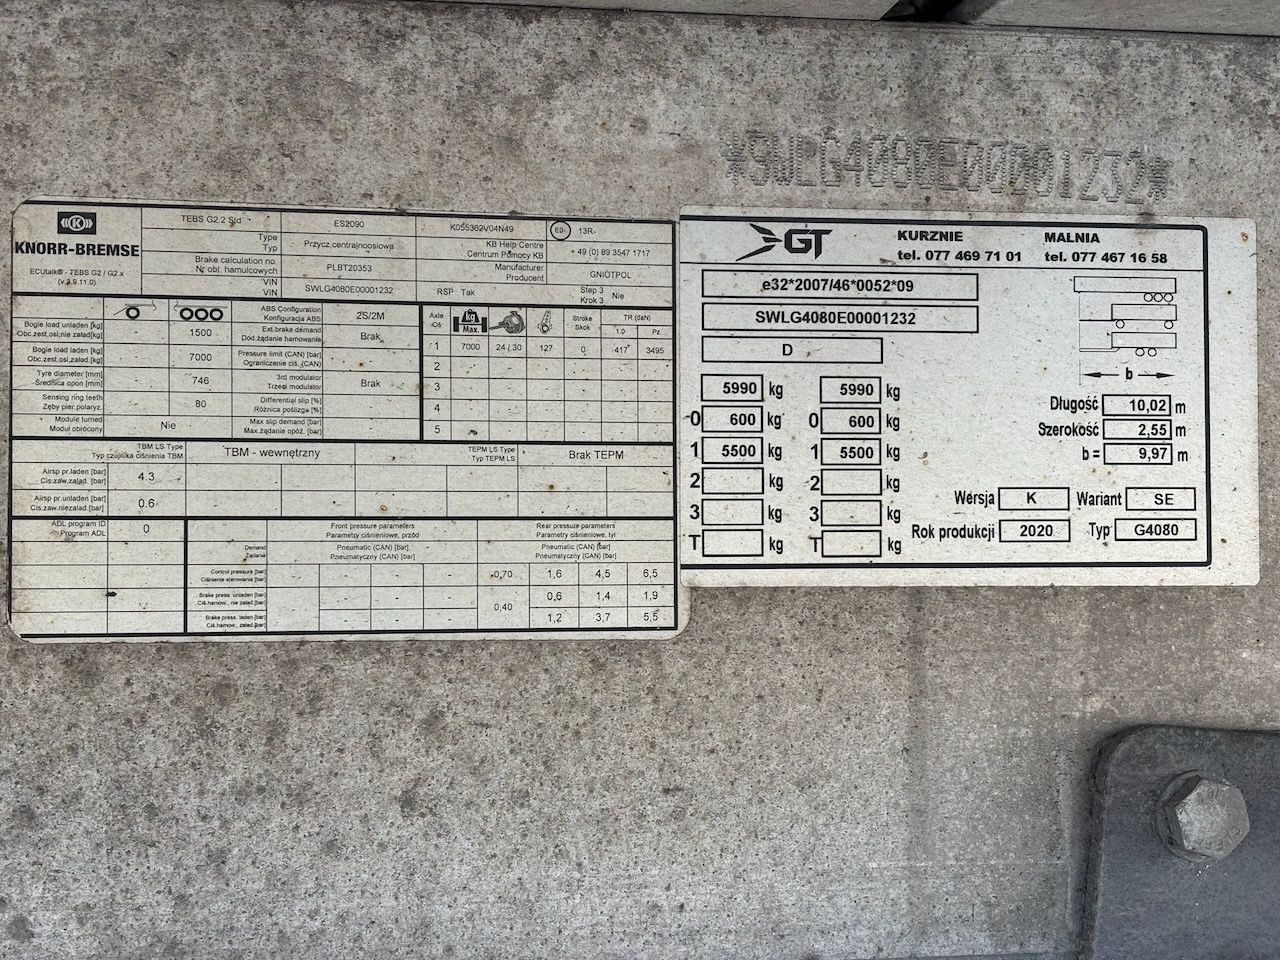 *SWLG4080E00001232*
KNORR-BREMSE
ECUtalk® - TEBS G2 / G2.x
(v.3.9.11.0)
TEBS G2.2 Std ES2090 K055362V04N49 E0- 13R-
Type
Typ Przycz.centralnoosiowa KB Help Centre
Centrum Pomocy KB + 49 (0) 89 3547 1717
Brake calculation no
Nr obl. hamulcowych PLBT20353 Manufacturer
Producent GNIOTPOL
VIN
VIN SWLG4080E00001232 RSP Tak Step 3
Krok 3 Nie
ABS Configuration
Konfiguracja ABS 2S/2M
Bogie load unladen [kg]
Obc.zest.osi,nie załad[kg] - 1500 Ext.brake demand
Dod.żądanie hamowania Brak
Bogie load laden [kg]
Obc.zest.osi,załad.[kg] - 7000 Pressure limit (CAN) [bar]
Ograniczenie ciś. (CAN) -
Tyre diameter [mm]
Średnica opon [mm] - 746 3rd modulator
Trzeci modulator Brak
Sensing ring teeth
Zęby pier polaryz. - 80 Differential slip [%]
Różnica poślizgu [%] -
Module turned
Moduł obrócony Nie Max slip demand [bar]
Max.żądanie opóź. [bar] -
Axle
Oś kg
Max. Stroke
Skok TR (daN)
1.0 Pz.
1 7000 24 / 30 127 0 417 3495
2 - - - - - -
3 - - - - - -
4 - - - - - -
5 - - - - - -
TBM LS Type
Typ czujnika ciśnienia TBM TBM - wewnętrzny TEPM LS Type
Typ TEPM LS Brak TEPM
Airsp pr.laden [bar]
Cis.zaw.załad. [bar] 4.3 - - - - - - -
Airsp pr.unladen [bar]
Cis.zaw.niezalad. [bar] 0.6 - - - - - - -
ADL program ID
Program ADL 0
Front pressure parameters
Parametry ciśnieniowe, przód Rear pressure parameters
Parametry ciśnieniowe, tyl
Demand
Żądanie Pneumatic (CAN) [bar]
Pneumatyczny (CAN) [bar] Pneumatic (CAN) [bar]
Pneumatyczny (CAN) [bar]
Control pressure [bar]
Ciśnienie sterowania [bar] - - - - 0,70 1,6 4,5 6,5
Brake press. unladen [bar]
Ciś.hamow., nie załad. [bar] - - - 0,6 1,4 1,9
0,40
Brake press. laden [bar]
Ciś.hamow., załad. [bar] - - - 1,2 3,7 5,5
GT KURZNIE MALNIA
tel. 077 469 71 01 tel. 077 467 16 58
e32*2007/46*0052*09
SWLG4080E00001232
D
5990 kg 5990 kg
0 600 kg 0 600 kg
1 5500 kg 1 5500 kg
2 - kg 2 - kg
3 - kg 3 - kg
T kg T kg
b
Długość 10,02 m
Szerokość 2,55 m
b = 9,97 m
Wersja K Wariant SE
Rok produkcji 2020 Typ G4080